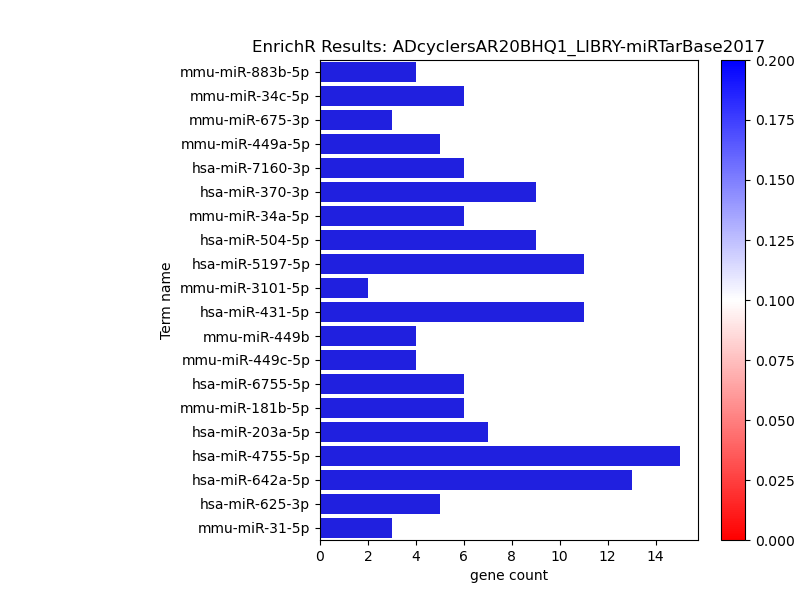 EnrichR Results: ADcyclersAR20BHQ1_LIBRY-miRTarBase2017
Term name
mmu-miR-883b-5p
mmu-miR-34c-5p
mmu-miR-675-3p
mmu-miR-449a-5p
hsa-miR-7160-3p
hsa-miR-370-3p
mmu-miR-34a-5p
hsa-miR-504-5p
hsa-miR-5197-5p
mmu-miR-3101-5p
hsa-miR-431-5p
mmu-miR-449b
mmu-miR-449c-5p
hsa-miR-6755-5p
mmu-miR-181b-5p
hsa-miR-203a-5p
hsa-miR-4755-5p
hsa-miR-642a-5p
hsa-miR-625-3p
mmu-miR-31-5p
0 2 4 6 8 10 12 14
gene count
0.200
0.175
0.150
0.125
0.100
0.075
0.050
0.025
0.000